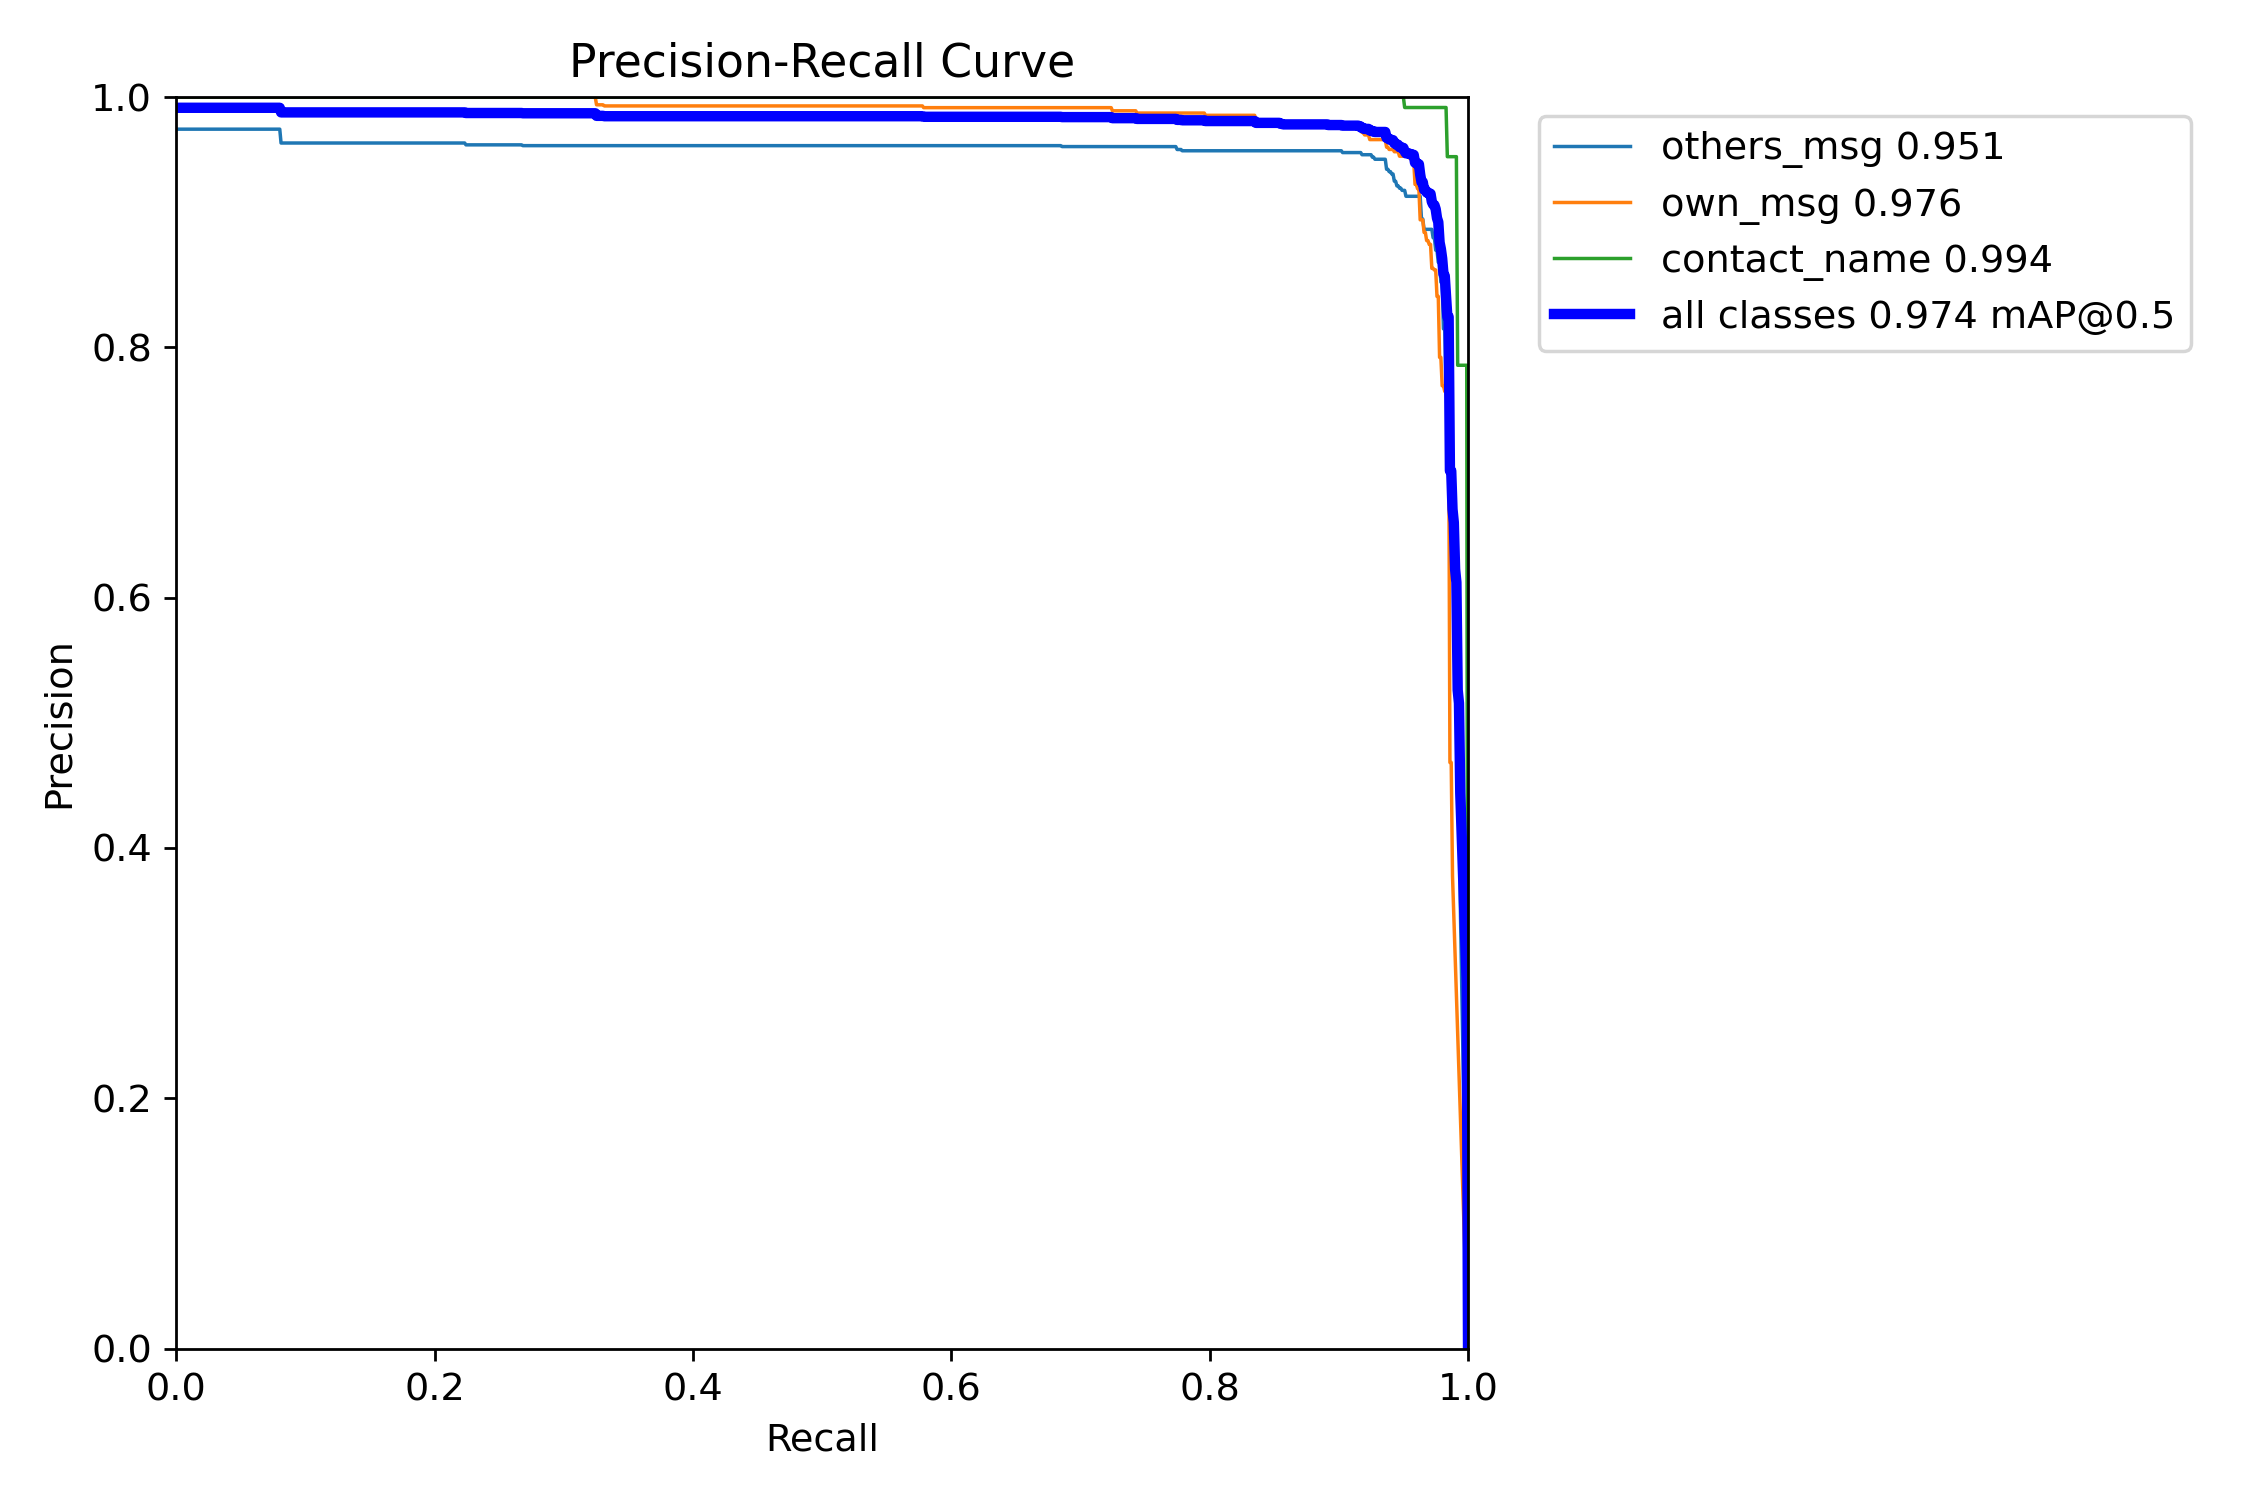 Precision-Recall Curve
1.0
0.8
0.6
0.4
0.2
0.0
Precision
0.0 0.2 0.4 0.6 0.8 1.0
Recall
others_msg 0.951
own_msg 0.976
contact_name 0.994
all classes 0.974 mAP@0.5